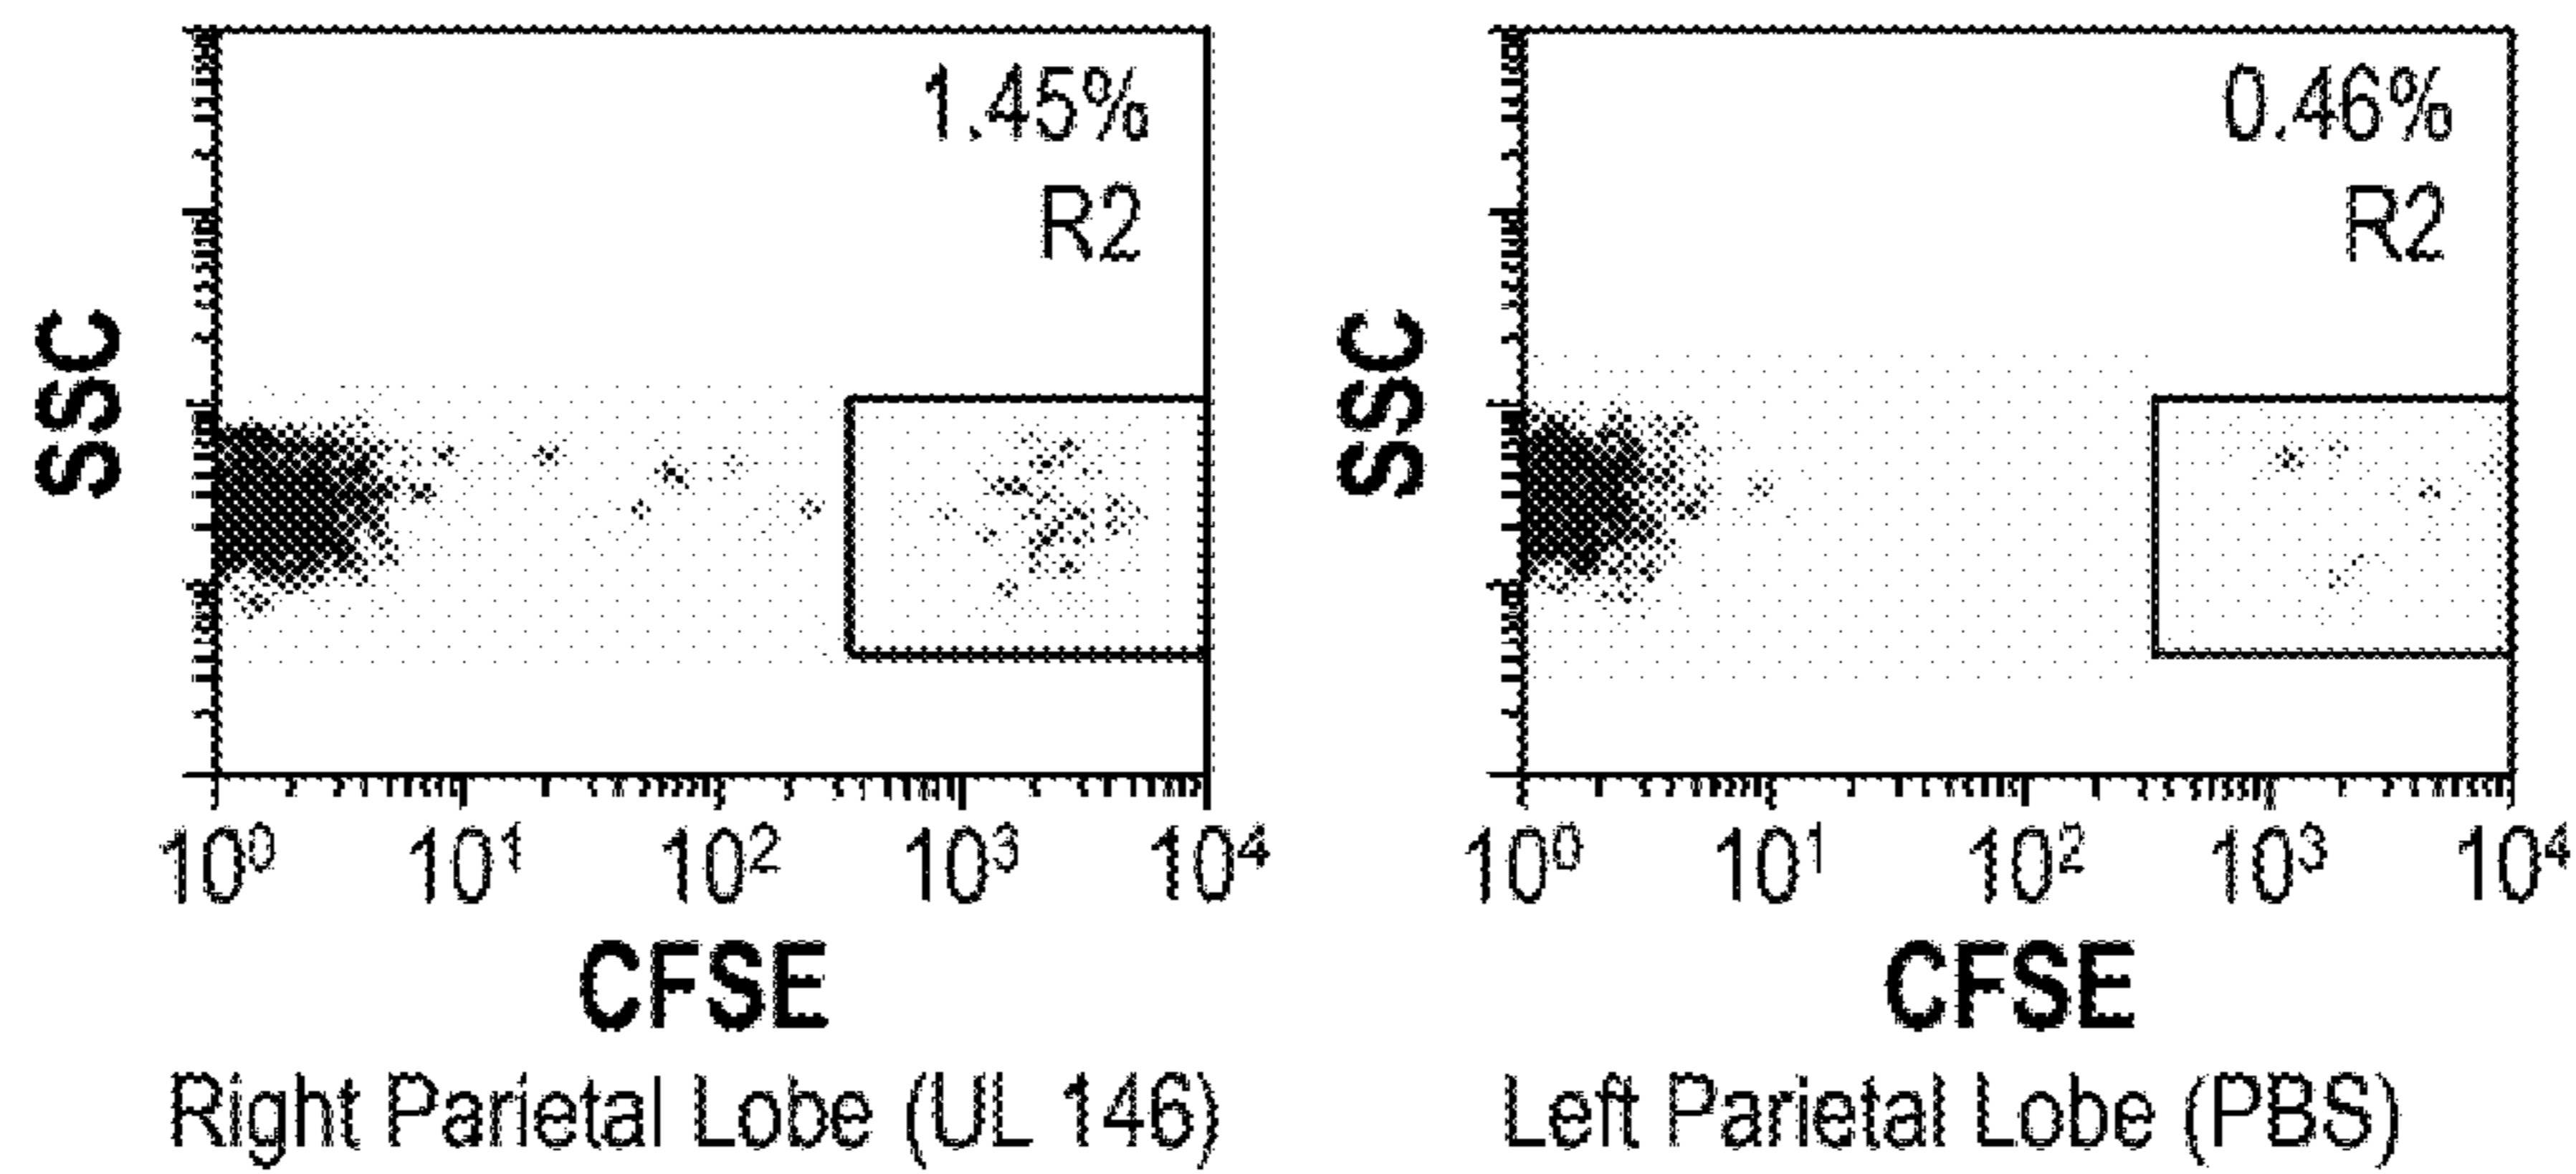 1.45%
R2
SSC
10⁰ 10¹ 10² 10³ 10⁴
CFSE
Right Parietal Lobe (UL 146)
0.46%
R2
SSC
10⁰ 10¹ 10² 10³ 10⁴
CFSE
Left Parietal Lobe (PBS)